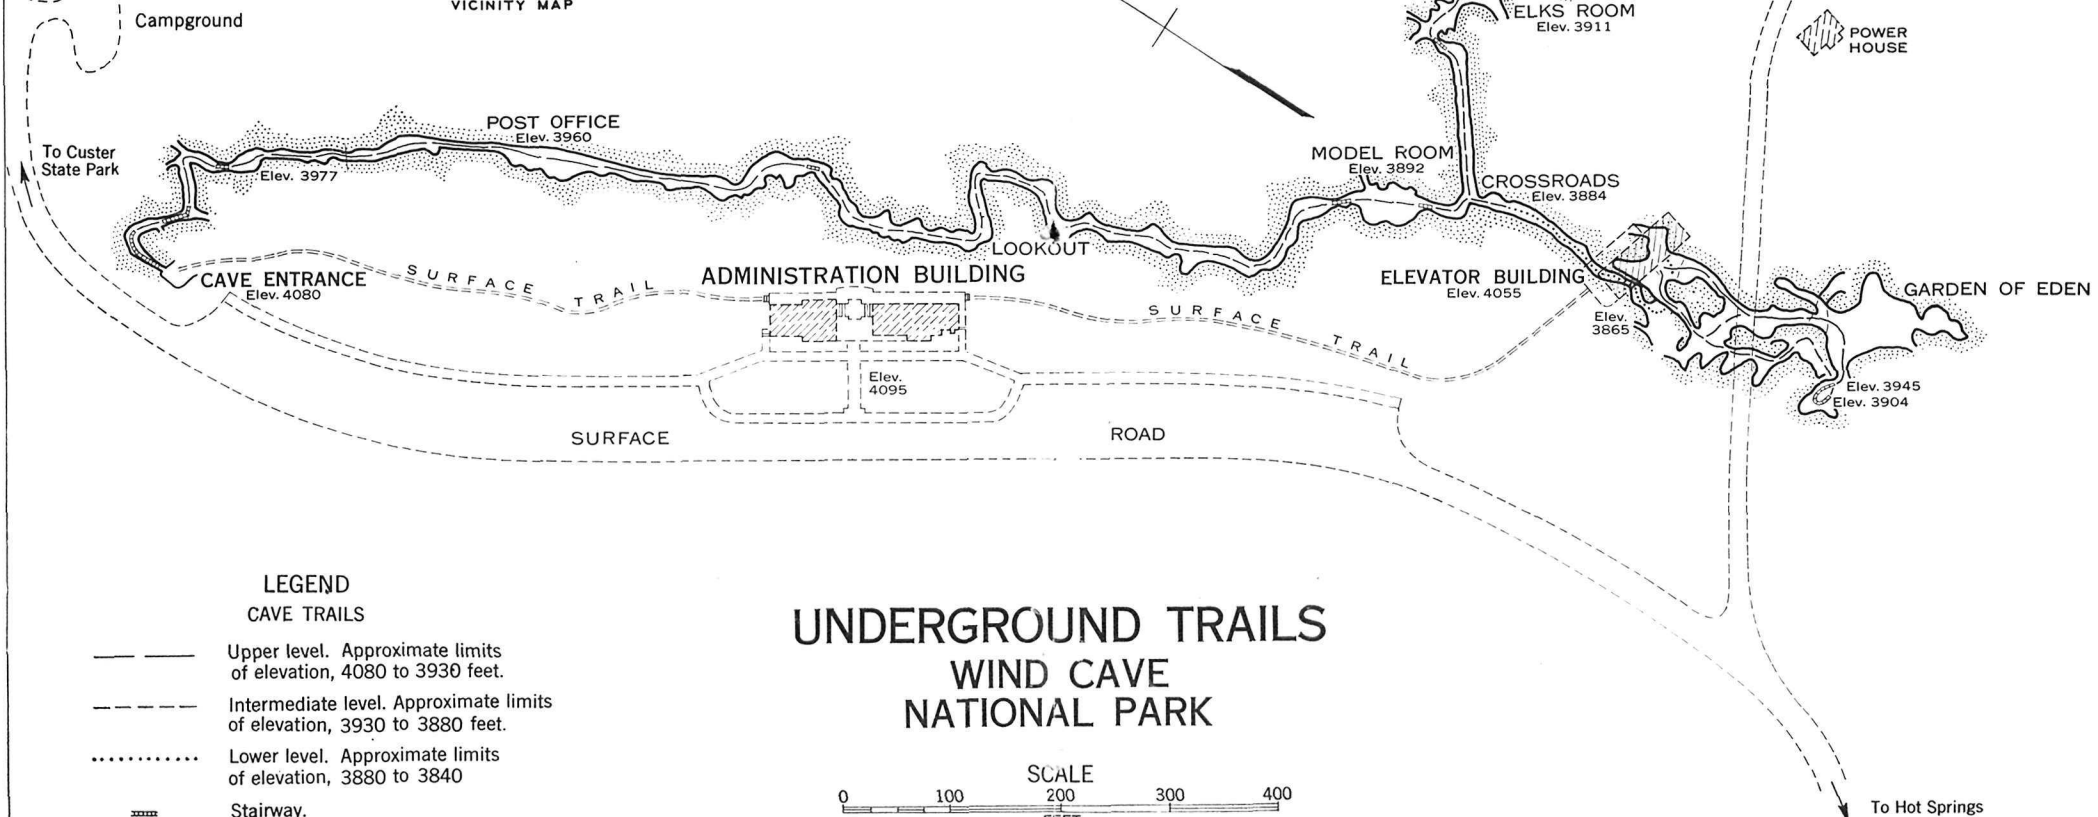 VICINITY MAP
Campground
ELKS ROOM
Elev. 3911
POWER
HOUSE
To Custer
State Park
POST OFFICE
Elev. 3960
Elev. 3977
MODEL ROOM
Elev. 3892
CROSSROADS
Elev. 3884
LOOKOUT
CAVE ENTRANCE
Elev. 4080
SURFACE TRAIL
ADMINISTRATION BUILDING
ELEVATOR BUILDING
Elev. 4055
GARDEN OF EDEN
SURFACE TRAIL
Elev.
3865
Elev.
4095
Elev. 3945
Elev. 3904
SURFACE ROAD
LEGEND
CAVE TRAILS
Upper level. Approximate limits
of elevation, 4080 to 3930 feet.
Intermediate level. Approximate limits
of elevation, 3930 to 3880 feet.
Lower level. Approximate limits
of elevation, 3880 to 3840
Stairway.
UNDERGROUND TRAILS
WIND CAVE
NATIONAL PARK
SCALE
0 100 200 300 400
To Hot Springs